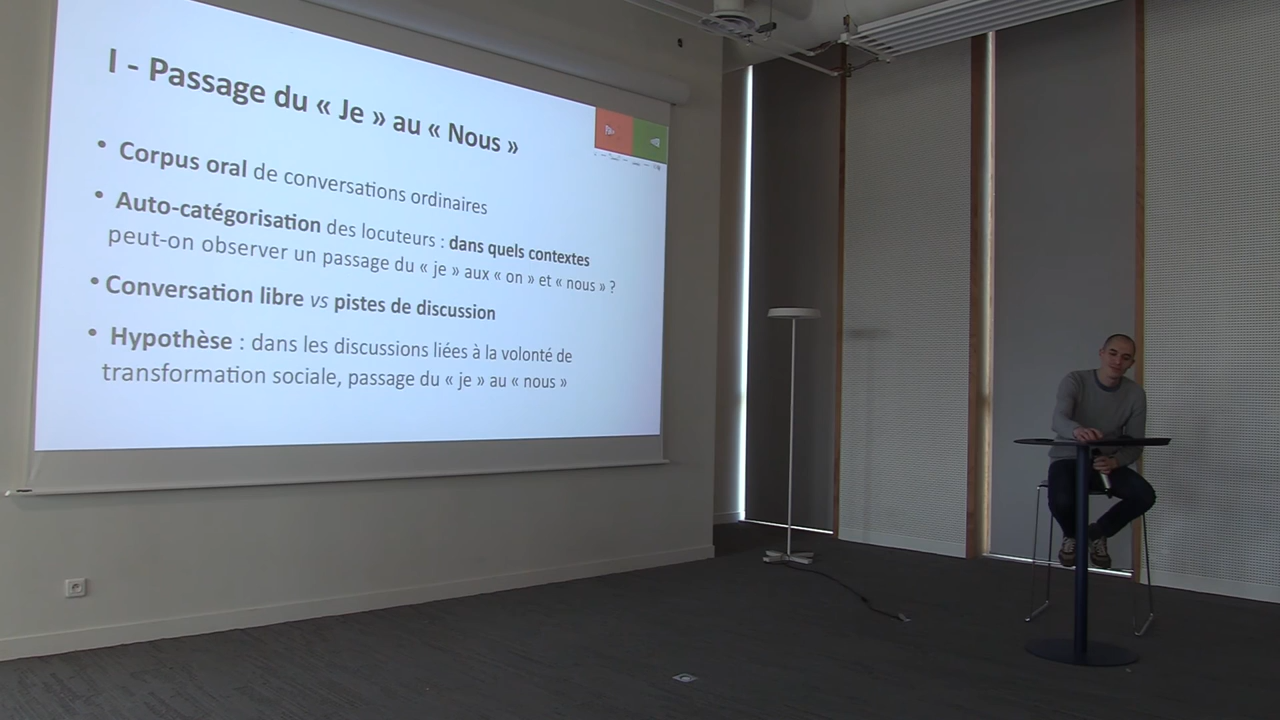 I - Passage du « Je » au « Nous »
• Corpus oral de conversations ordinaires
• Auto-catégorisation des locuteurs : dans quels contextes
peut-on observer un passage du « je » aux « on » et « nous » ?
• Conversation libre vs pistes de discussion
• Hypothèse : dans les discussions liées à la volonté de
transformation sociale, passage du « je » au « nous »